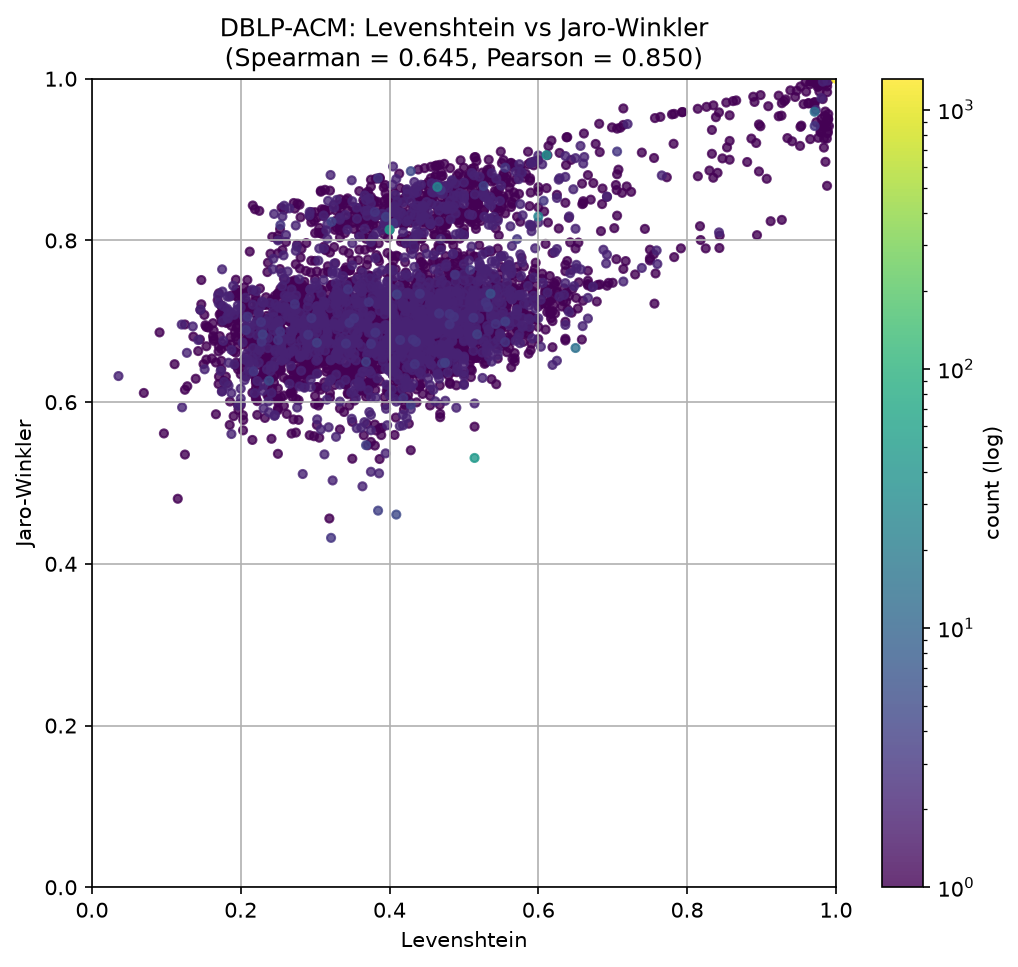 DBLP-ACM: Levenshtein vs Jaro-Winkler
(Spearman = 0.645, Pearson = 0.850)
1.0
0.8
0.6
0.4
0.2
0.0
Jaro-Winkler
0.0 0.2 0.4 0.6 0.8 1.0
Levenshtein
10³
10²
10¹
10⁰
count (log)